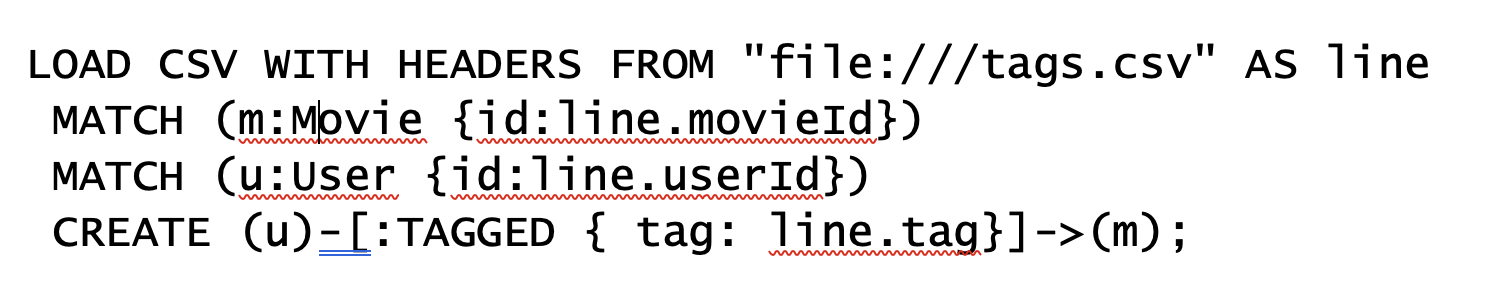 LOAD CSV WITH HEADERS FROM "file:///tags.csv" AS line
MATCH (m:Movie {id:line.movieId})
MATCH (u:User {id:line.userId})
CREATE (u)-[:TAGGED { tag: line.tag}]->(m);